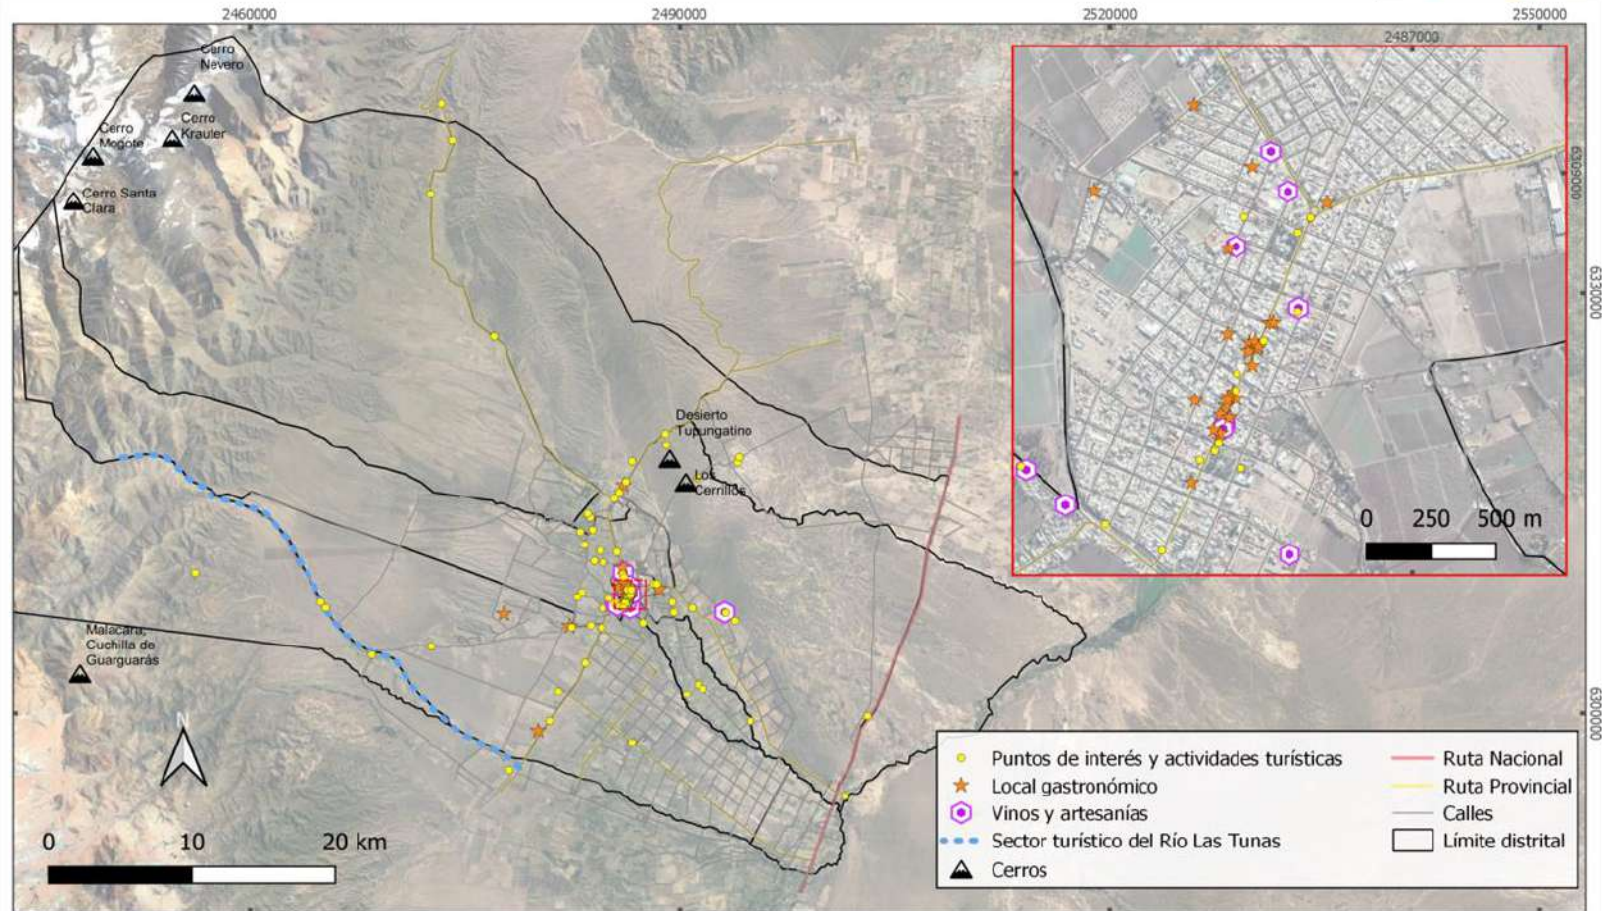 2460000
2490000
2520000
2550000
2487000
Cerro
Nevero
Cerro
Krauler
Cerro
Mogote
Cerro Santa
Clara
6309000
6330000
Desierto
Tupungatino
Los
Cerrillos
0 250 500 m
Malacara,
Cuchilla de
Guarguarás
6300000
N
0 10 20 km
Puntos de interés y actividades turísticas
Local gastronómico
Vinos y artesanías
Sector turístico del Río Las Tunas
Cerros
Ruta Nacional
Ruta Provincial
Calles
Límite distrital